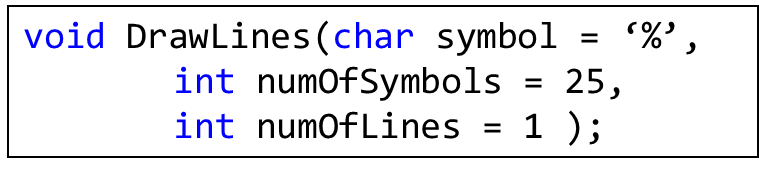 void DrawLines(char symbol = ‘%’,
int numOfSymbols = 25,
int numOfLines = 1 );